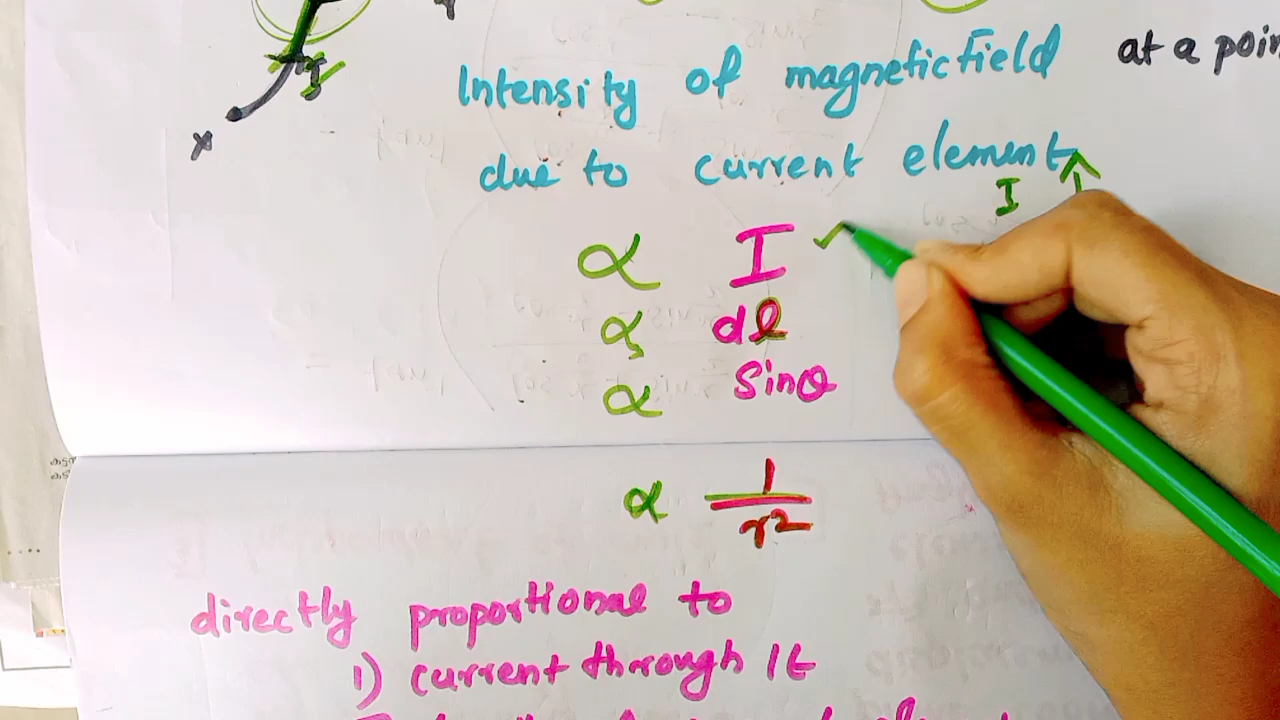 x
Intensity of magnetic field at a poin
due to current element
I
∝ I ✓
∝ dl
∝ Sinθ
∝ 1/r²
directly proportional to
1) current through it